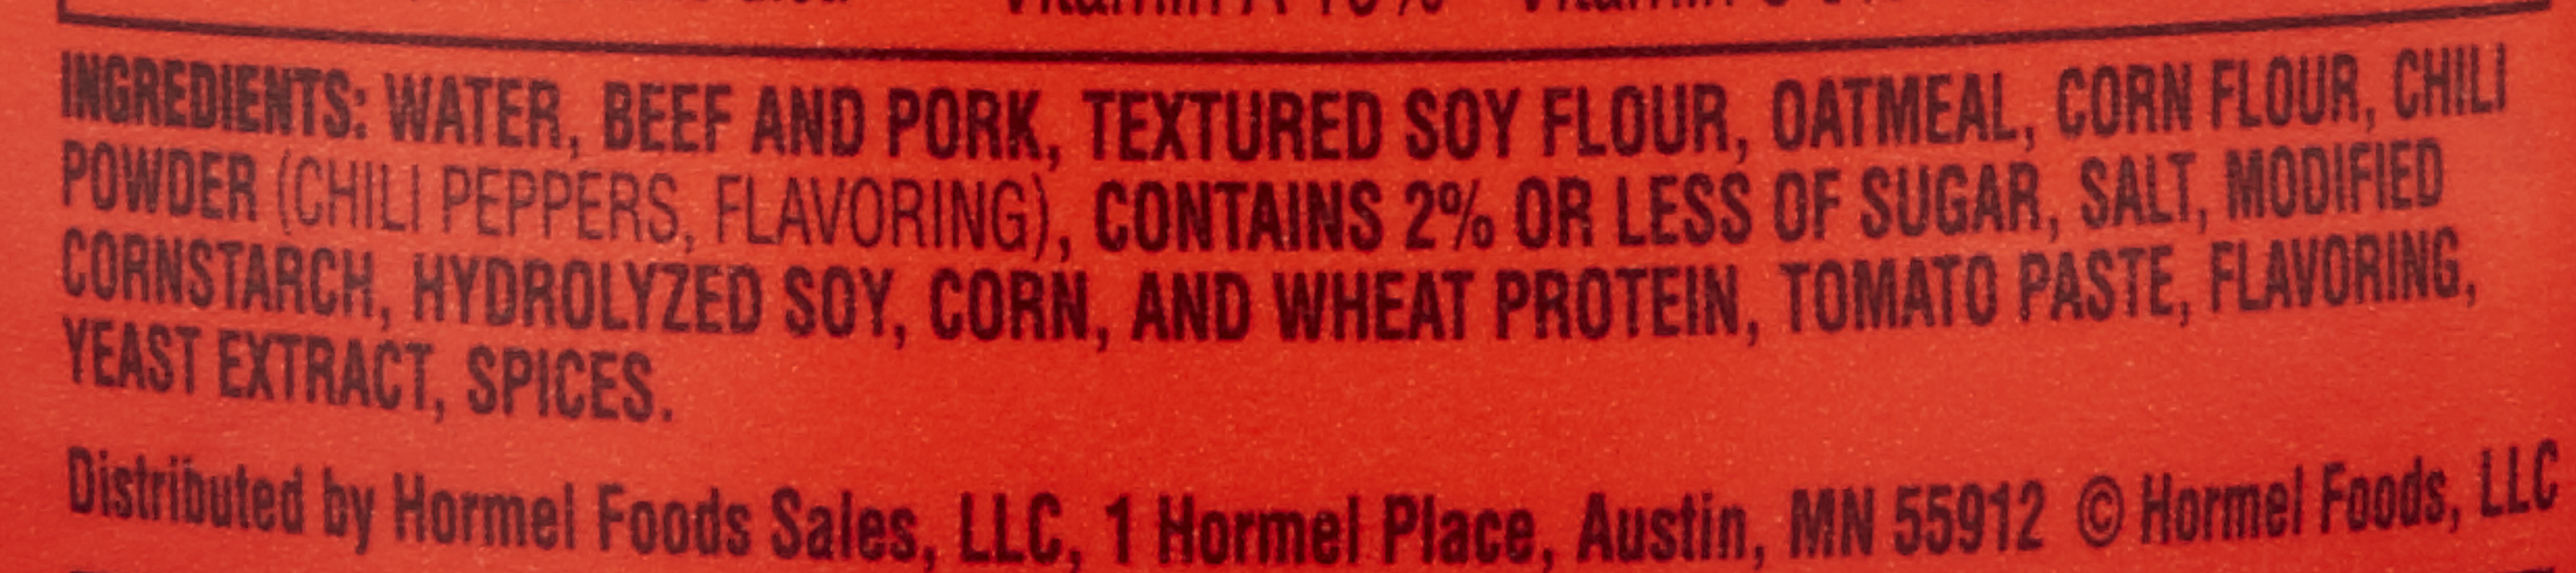 Vitamin A
INGREDIENTS: WATER, BEEF AND PORK, TEXTURED SOY FLOUR, OATMEAL, CORN FLOUR, CHILI
POWDER (CHILI PEPPERS, FLAVORING), CONTAINS 2% OR LESS OF SUGAR, SALT, MODIFIED
CORNSTARCH, HYDROLYZED SOY, CORN, AND WHEAT PROTEIN, TOMATO PASTE, FLAVORING,
YEAST EXTRACT, SPICES.
Distributed by Hormel Foods Sales, LLC, 1 Hormel Place, Austin, MN 55912 © Hormel Foods, LLC